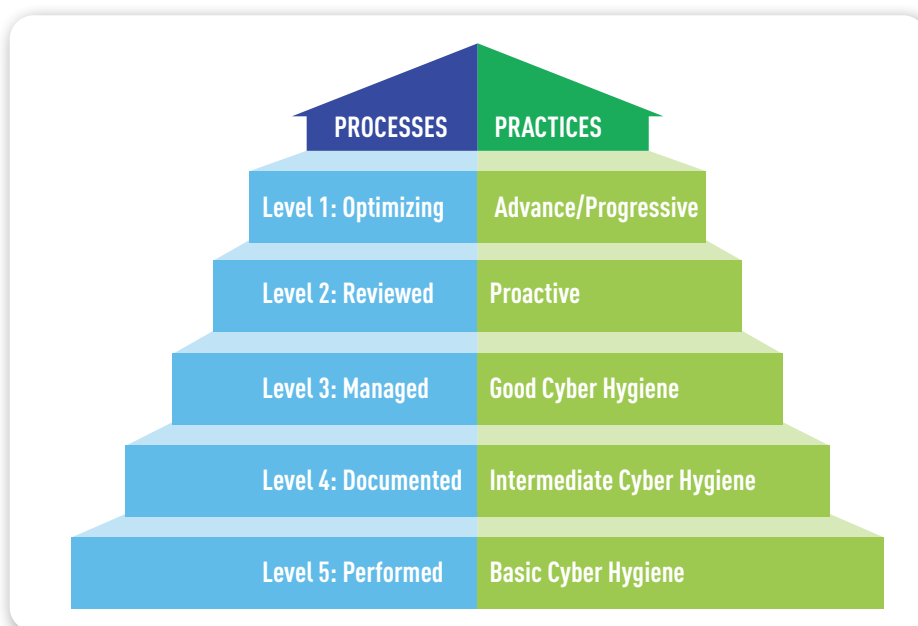 PROCESSES PRACTICES
Level 1: Optimizing Advance/Progressive
Level 2: Reviewed Proactive
Level 3: Managed Good Cyber Hygiene
Level 4: Documented Intermediate Cyber Hygiene
Level 5: Performed Basic Cyber Hygiene